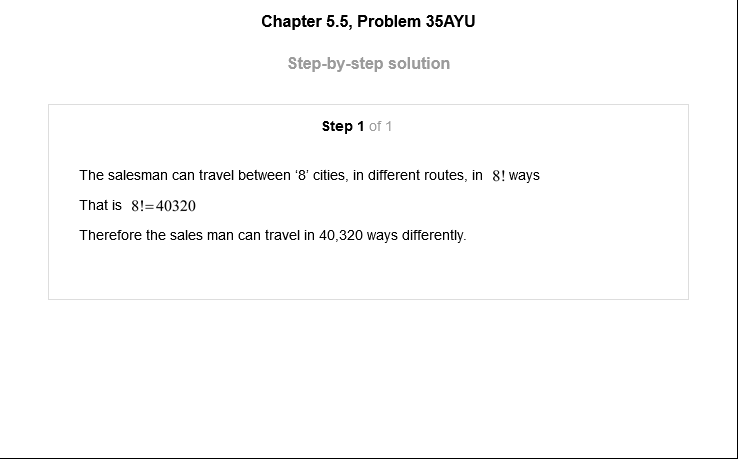 Chapter 5.5, Problem 35AYU
Step-by-step solution
Step 1 of 1
The salesman can travel between ‘8’ cities, in different routes, in 8! ways
That is 8!=40320
Therefore the sales man can travel in 40,320 ways differently.